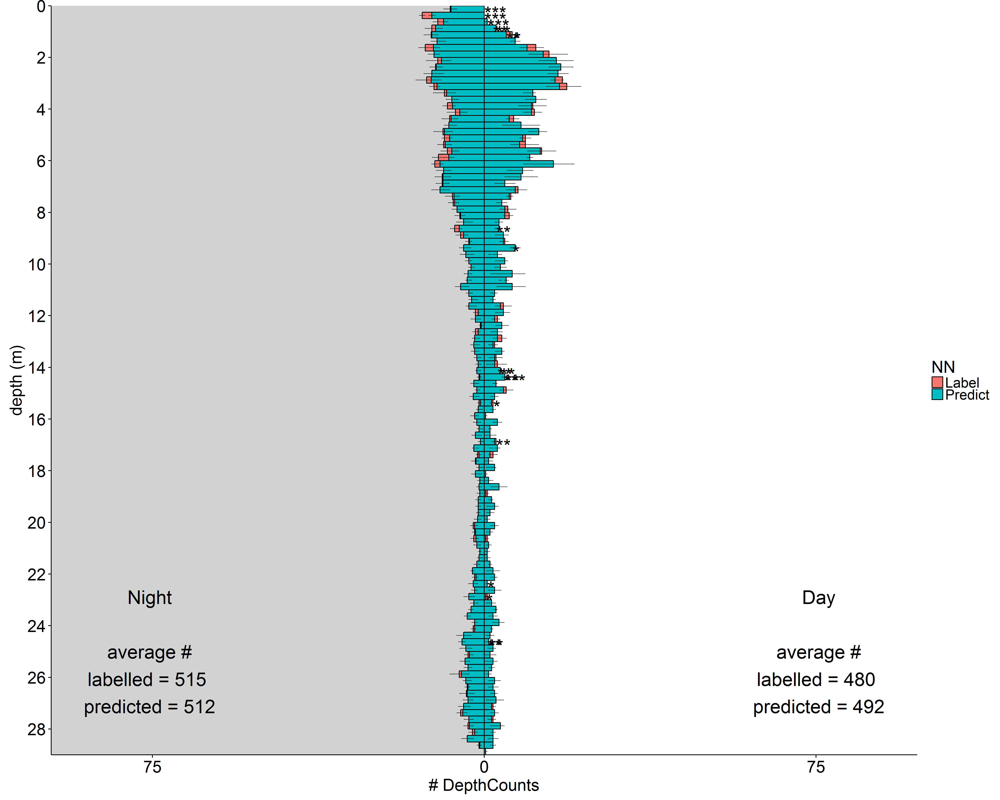 0
***
***
***
**
**
2
4
6
8
**
*
10
12
14
**
***
*
16
**
18
20
22
*
*
24
**
26
28
depth (m)
Night
average #
labelled = 515
predicted = 512
Day
average #
labelled = 480
predicted = 492
75
0
75
# DepthCounts
NN
Label
Predict